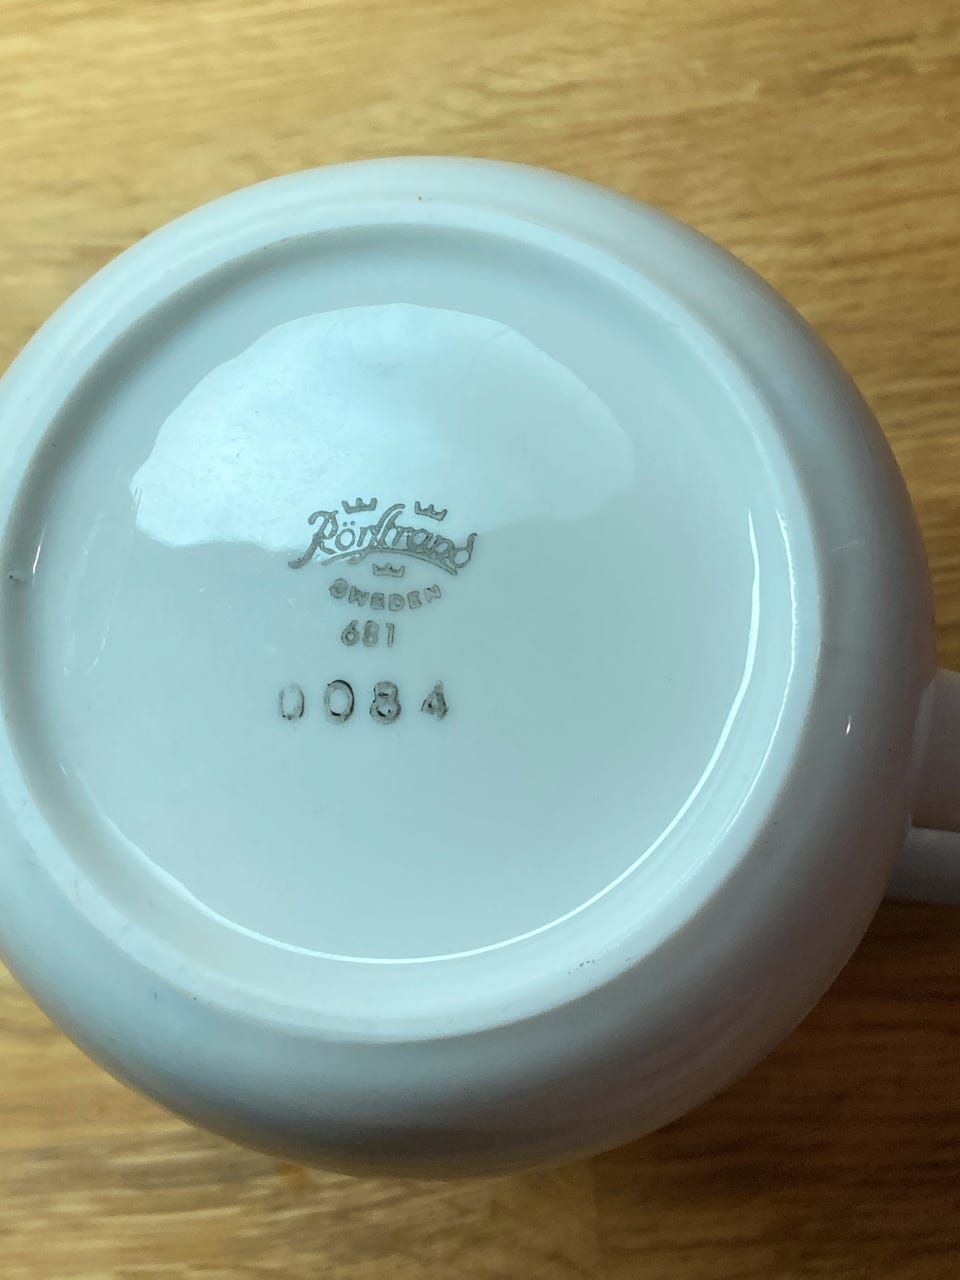 Rörstrand
SWEDEN
681
0084